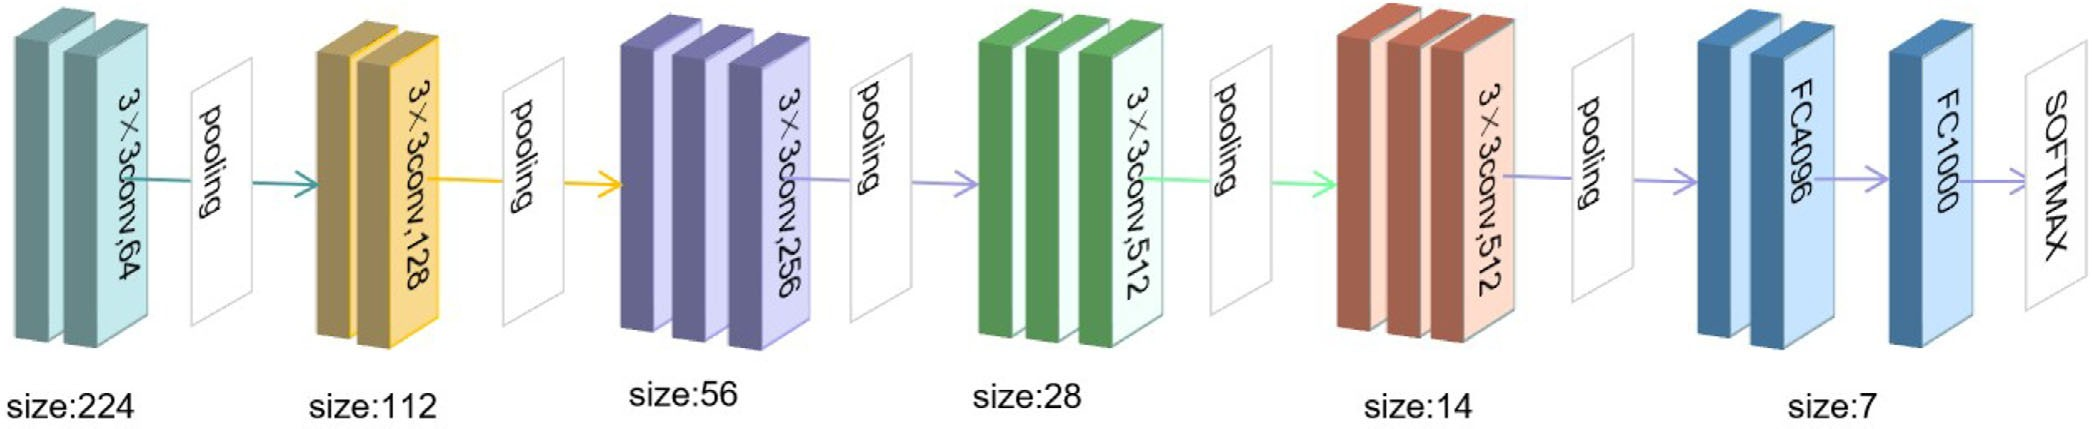 3×3conv,64
pooling
3×3conv,128
pooling
3×3conv,256
pooling
3×3conv,512
pooling
3×3conv,512
pooling
FC4096
FC1000
SOFTMAX
size:224
size:112
size:56
size:28
size:14
size:7